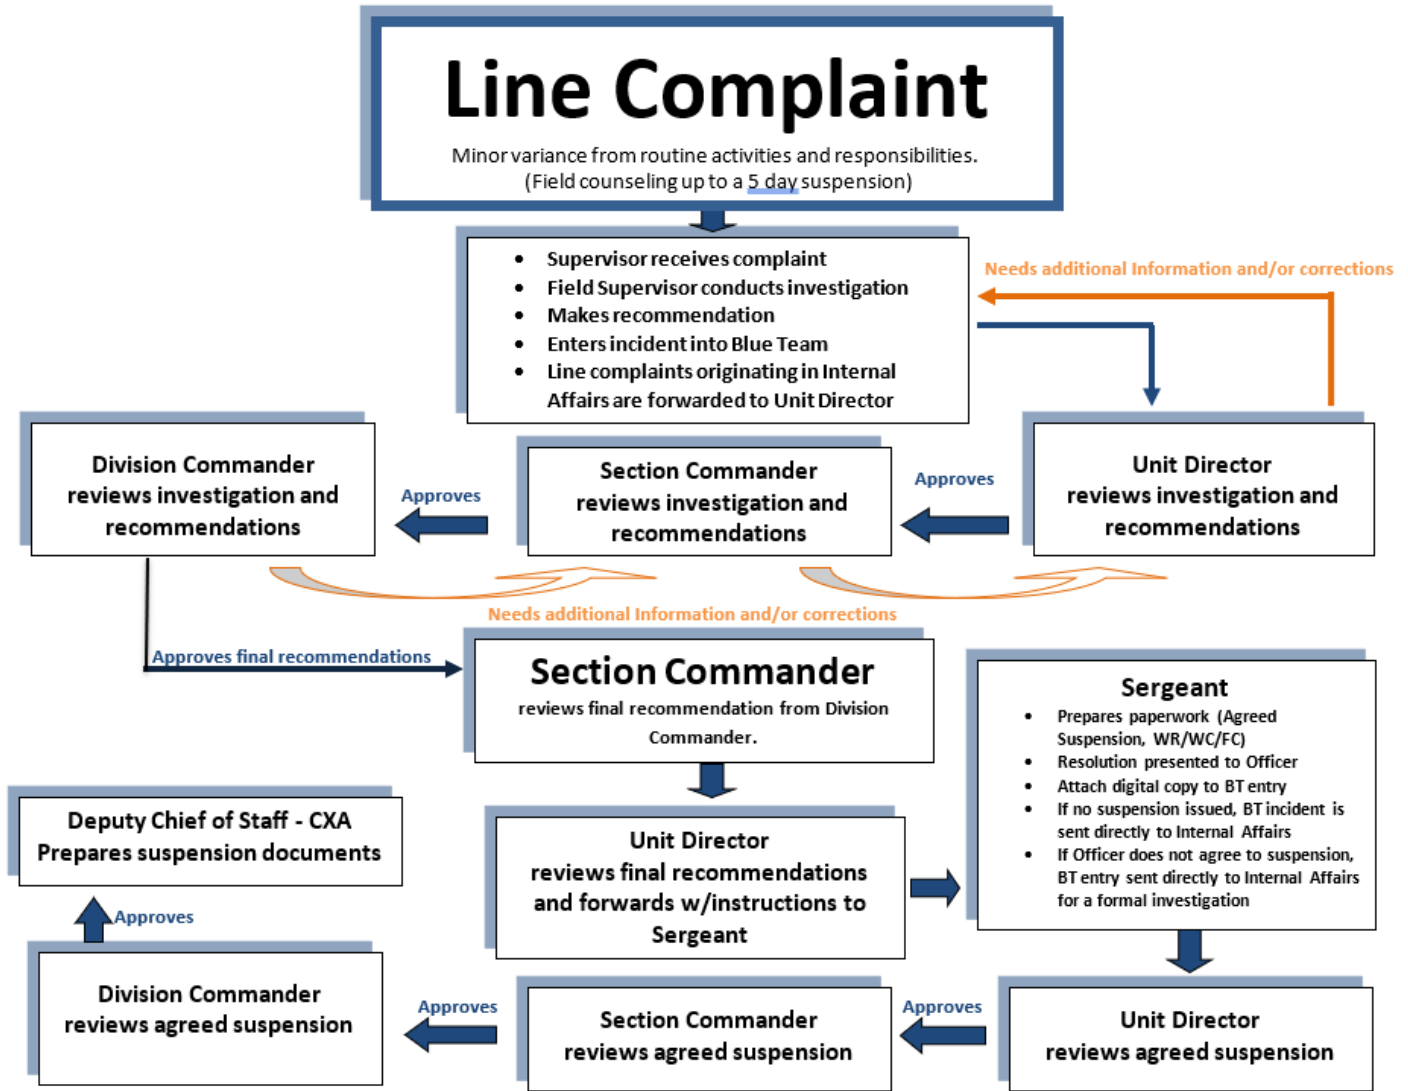 Line Complaint
Minor variance from routine activities and responsibilities.
(Field counseling up to a 5 day suspension)
• Supervisor receives complaint
• Field Supervisor conducts investigation
• Makes recommendation
• Enters incident into Blue Team
• Line complaints originating in Internal
Affairs are forwarded to Unit Director
Needs additional Information and/or corrections
Division Commander
reviews investigation and
recommendations
Approves
Section Commander
reviews investigation and
recommendations
Approves
Unit Director
reviews investigation and
recommendations
Needs additional Information and/or corrections
Approves final recommendations
Section Commander
reviews final recommendation from Division
Commander.
Sergeant
• Prepares paperwork (Agreed
Suspension, WR/WC/FC)
• Resolution presented to Officer
• Attach digital copy to BT entry
• If no suspension issued, BT incident is
sent directly to Internal Affairs
• If Officer does not agree to suspension,
BT entry sent directly to Internal Affairs
for a formal investigation
Deputy Chief of Staff - CXA
Prepares suspension documents
Unit Director
reviews final recommendations
and forwards w/instructions to
Sergeant
Approves
Division Commander
reviews agreed suspension
Approves
Section Commander
reviews agreed suspension
Approves
Unit Director
reviews agreed suspension